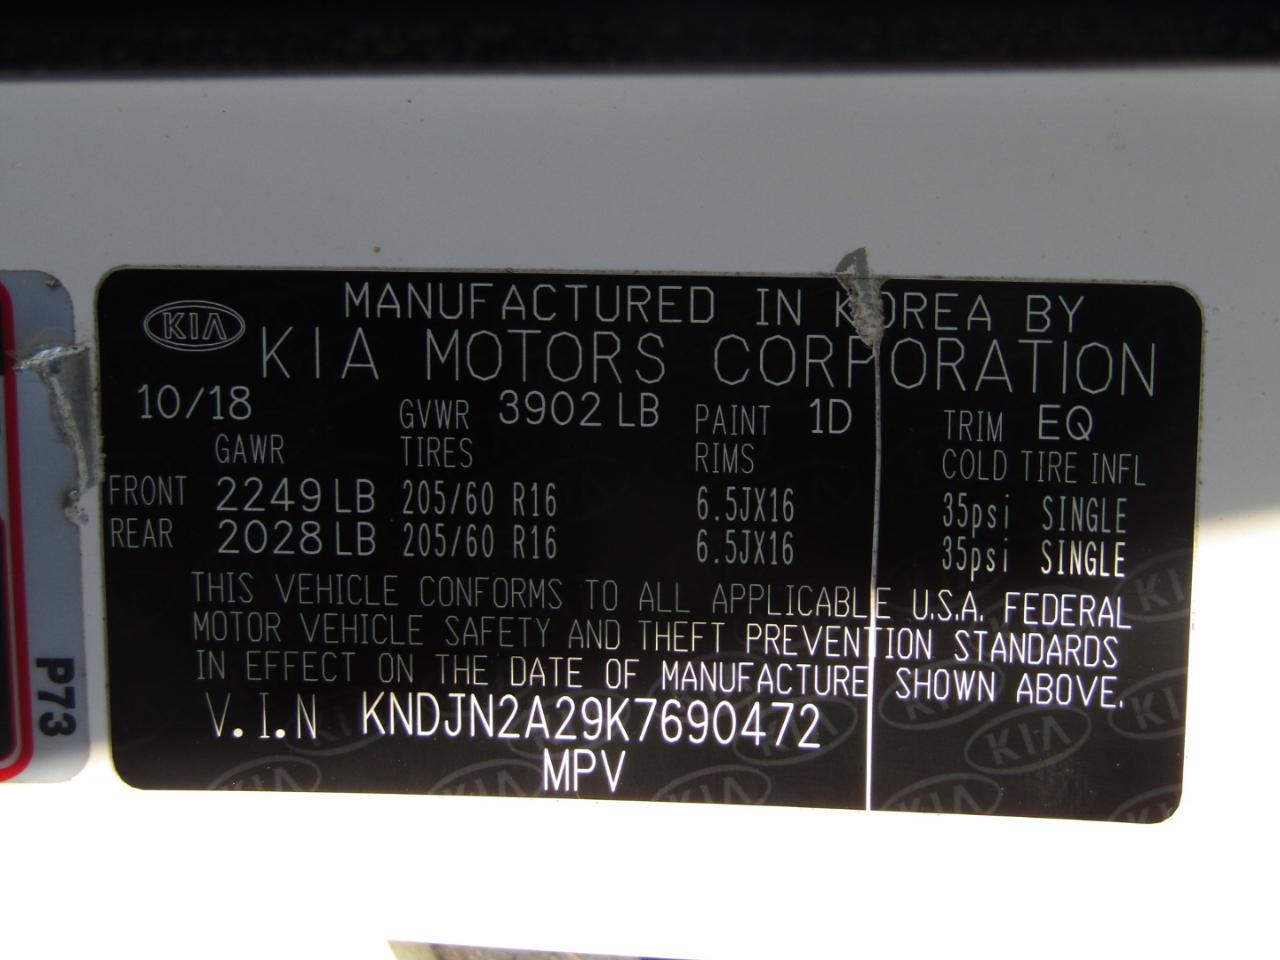 MANUFACTURED IN KOREA BY
KIA KIA MOTORS CORPORATION
10/18 GVWR 3902 LB PAINT 1D TRIM EQ
GAWR TIRES RIMS COLD TIRE INFL
FRONT 2249 LB 205/60 R16 6.5JX16 35psi SINGLE
REAR 2028 LB 205/60 R16 6.5JX16 35psi SINGLE
THIS VEHICLE CONFORMS TO ALL APPLICABLE U.S.A. FEDERAL
MOTOR VEHICLE SAFETY AND THEFT PREVENTION STANDARDS
IN EFFECT ON THE DATE OF MANUFACTURE SHOWN ABOVE.
V.I.N KNDJN2A29K7690472
MPV
P73